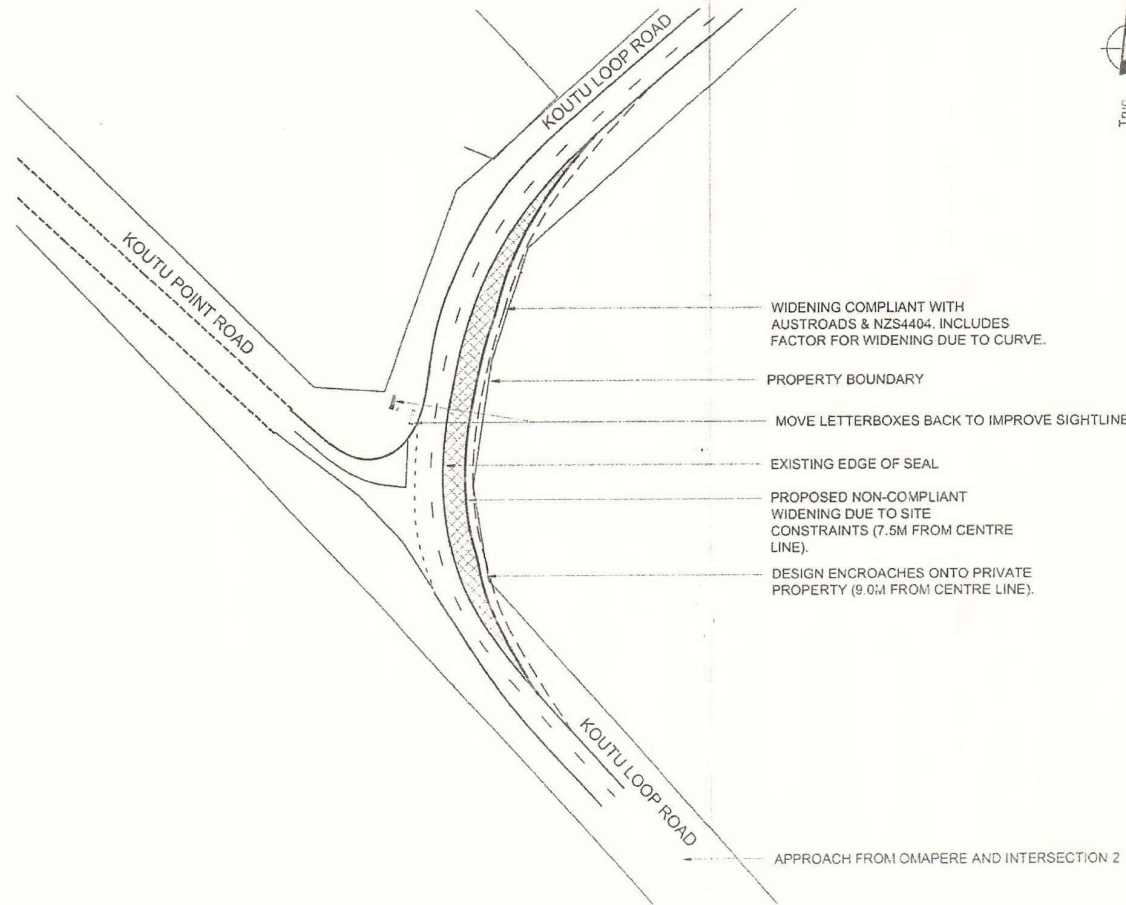 KOUTU LOOP ROAD
True
KOUTU POINT ROAD
WIDENING COMPLIANT WITH
AUSTROADS & NZS4404. INCLUDES
FACTOR FOR WIDENING DUE TO CURVE.
PROPERTY BOUNDARY
MOVE LETTERBOXES BACK TO IMPROVE SIGHTLINE
EXISTING EDGE OF SEAL
PROPOSED NON-COMPLIANT
WIDENING DUE TO SITE
CONSTRAINTS (7.5M FROM CENTRE
LINE).
DESIGN ENCROACHES ONTO PRIVATE
PROPERTY (9.0M FROM CENTRE LINE).
KOUTU LOOP ROAD
APPROACH FROM OMAPERE AND INTERSECTION 2